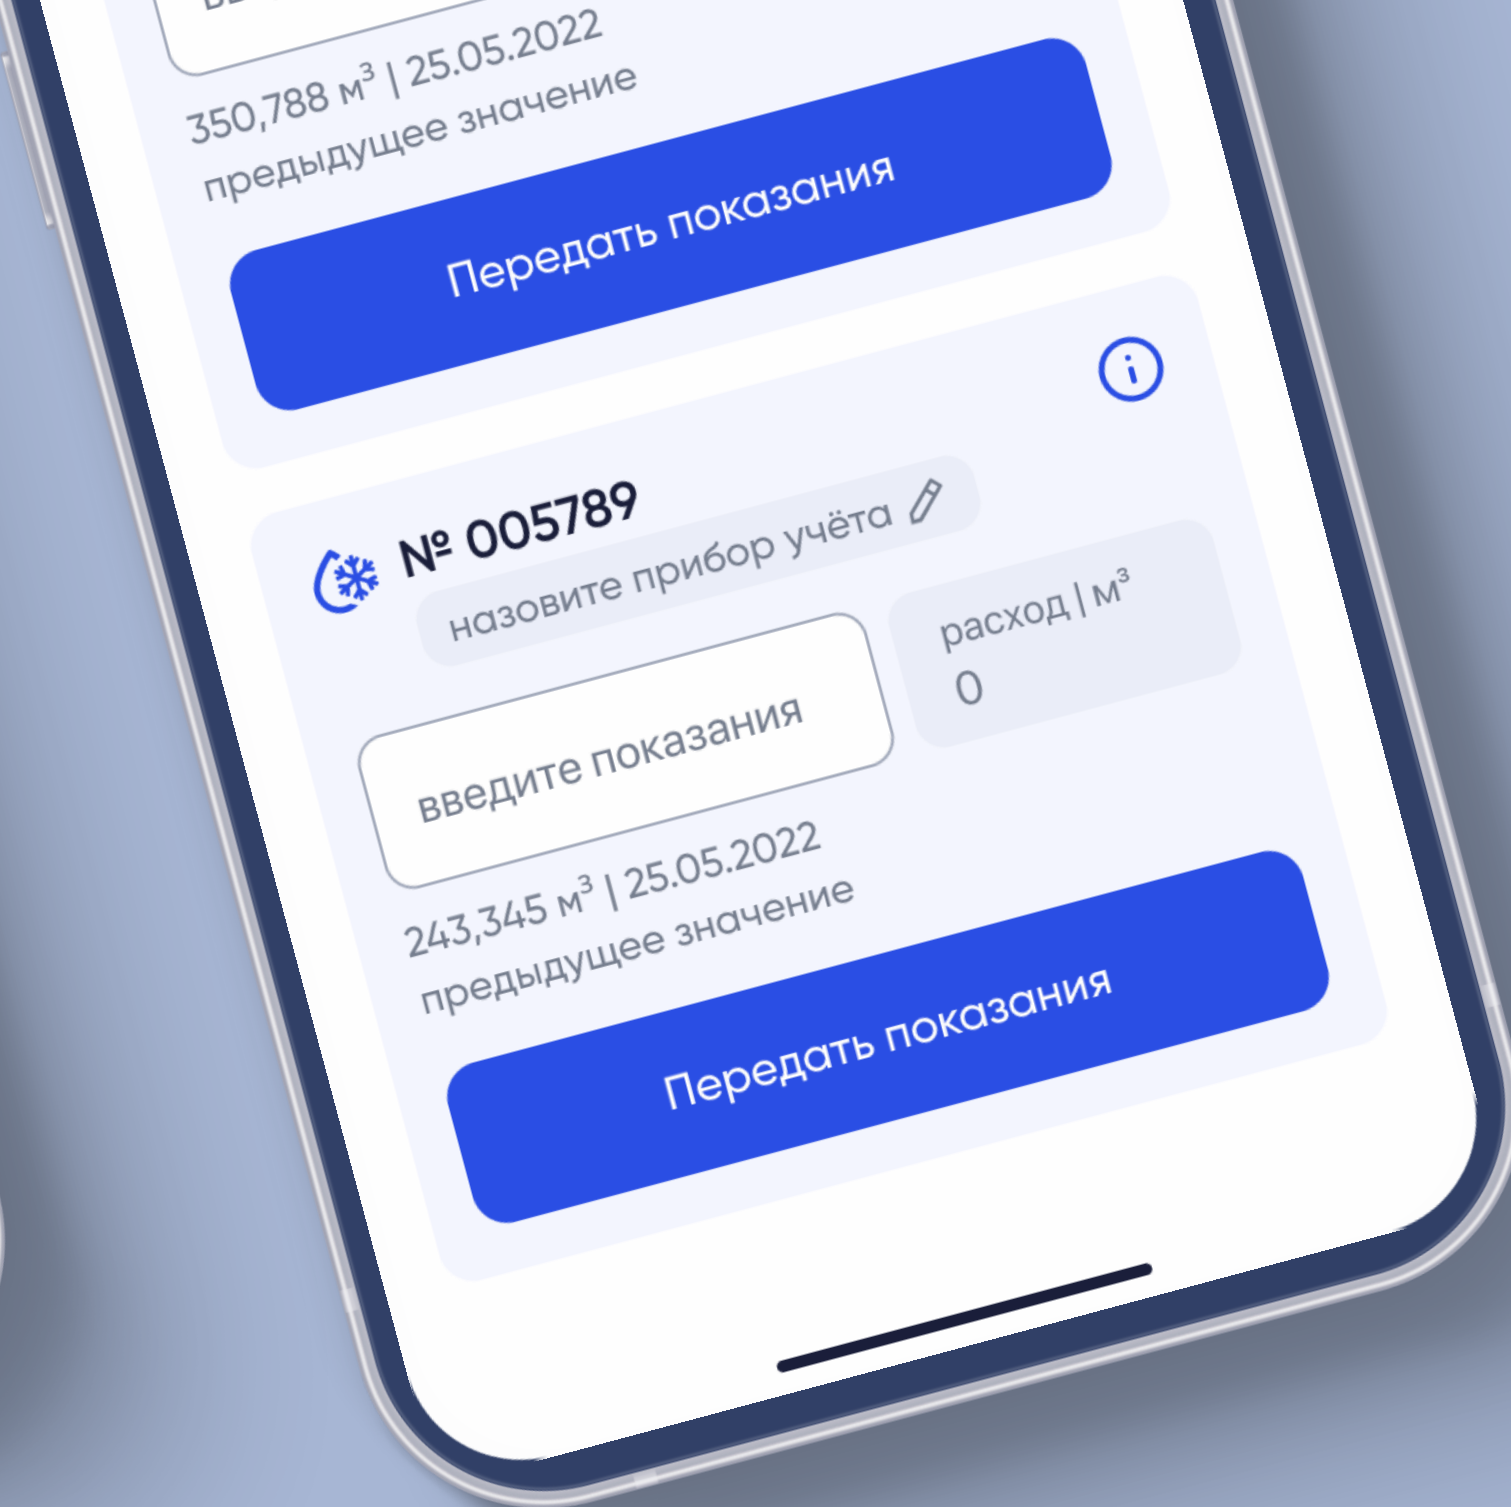 350,788 м³ | 25.05.2022
предыдущее значение
Передать показания
№ 005789
назовите прибор учёта
расход | м³
0
введите показания
243,345 м³ | 25.05.2022
предыдущее значение
Передать показания